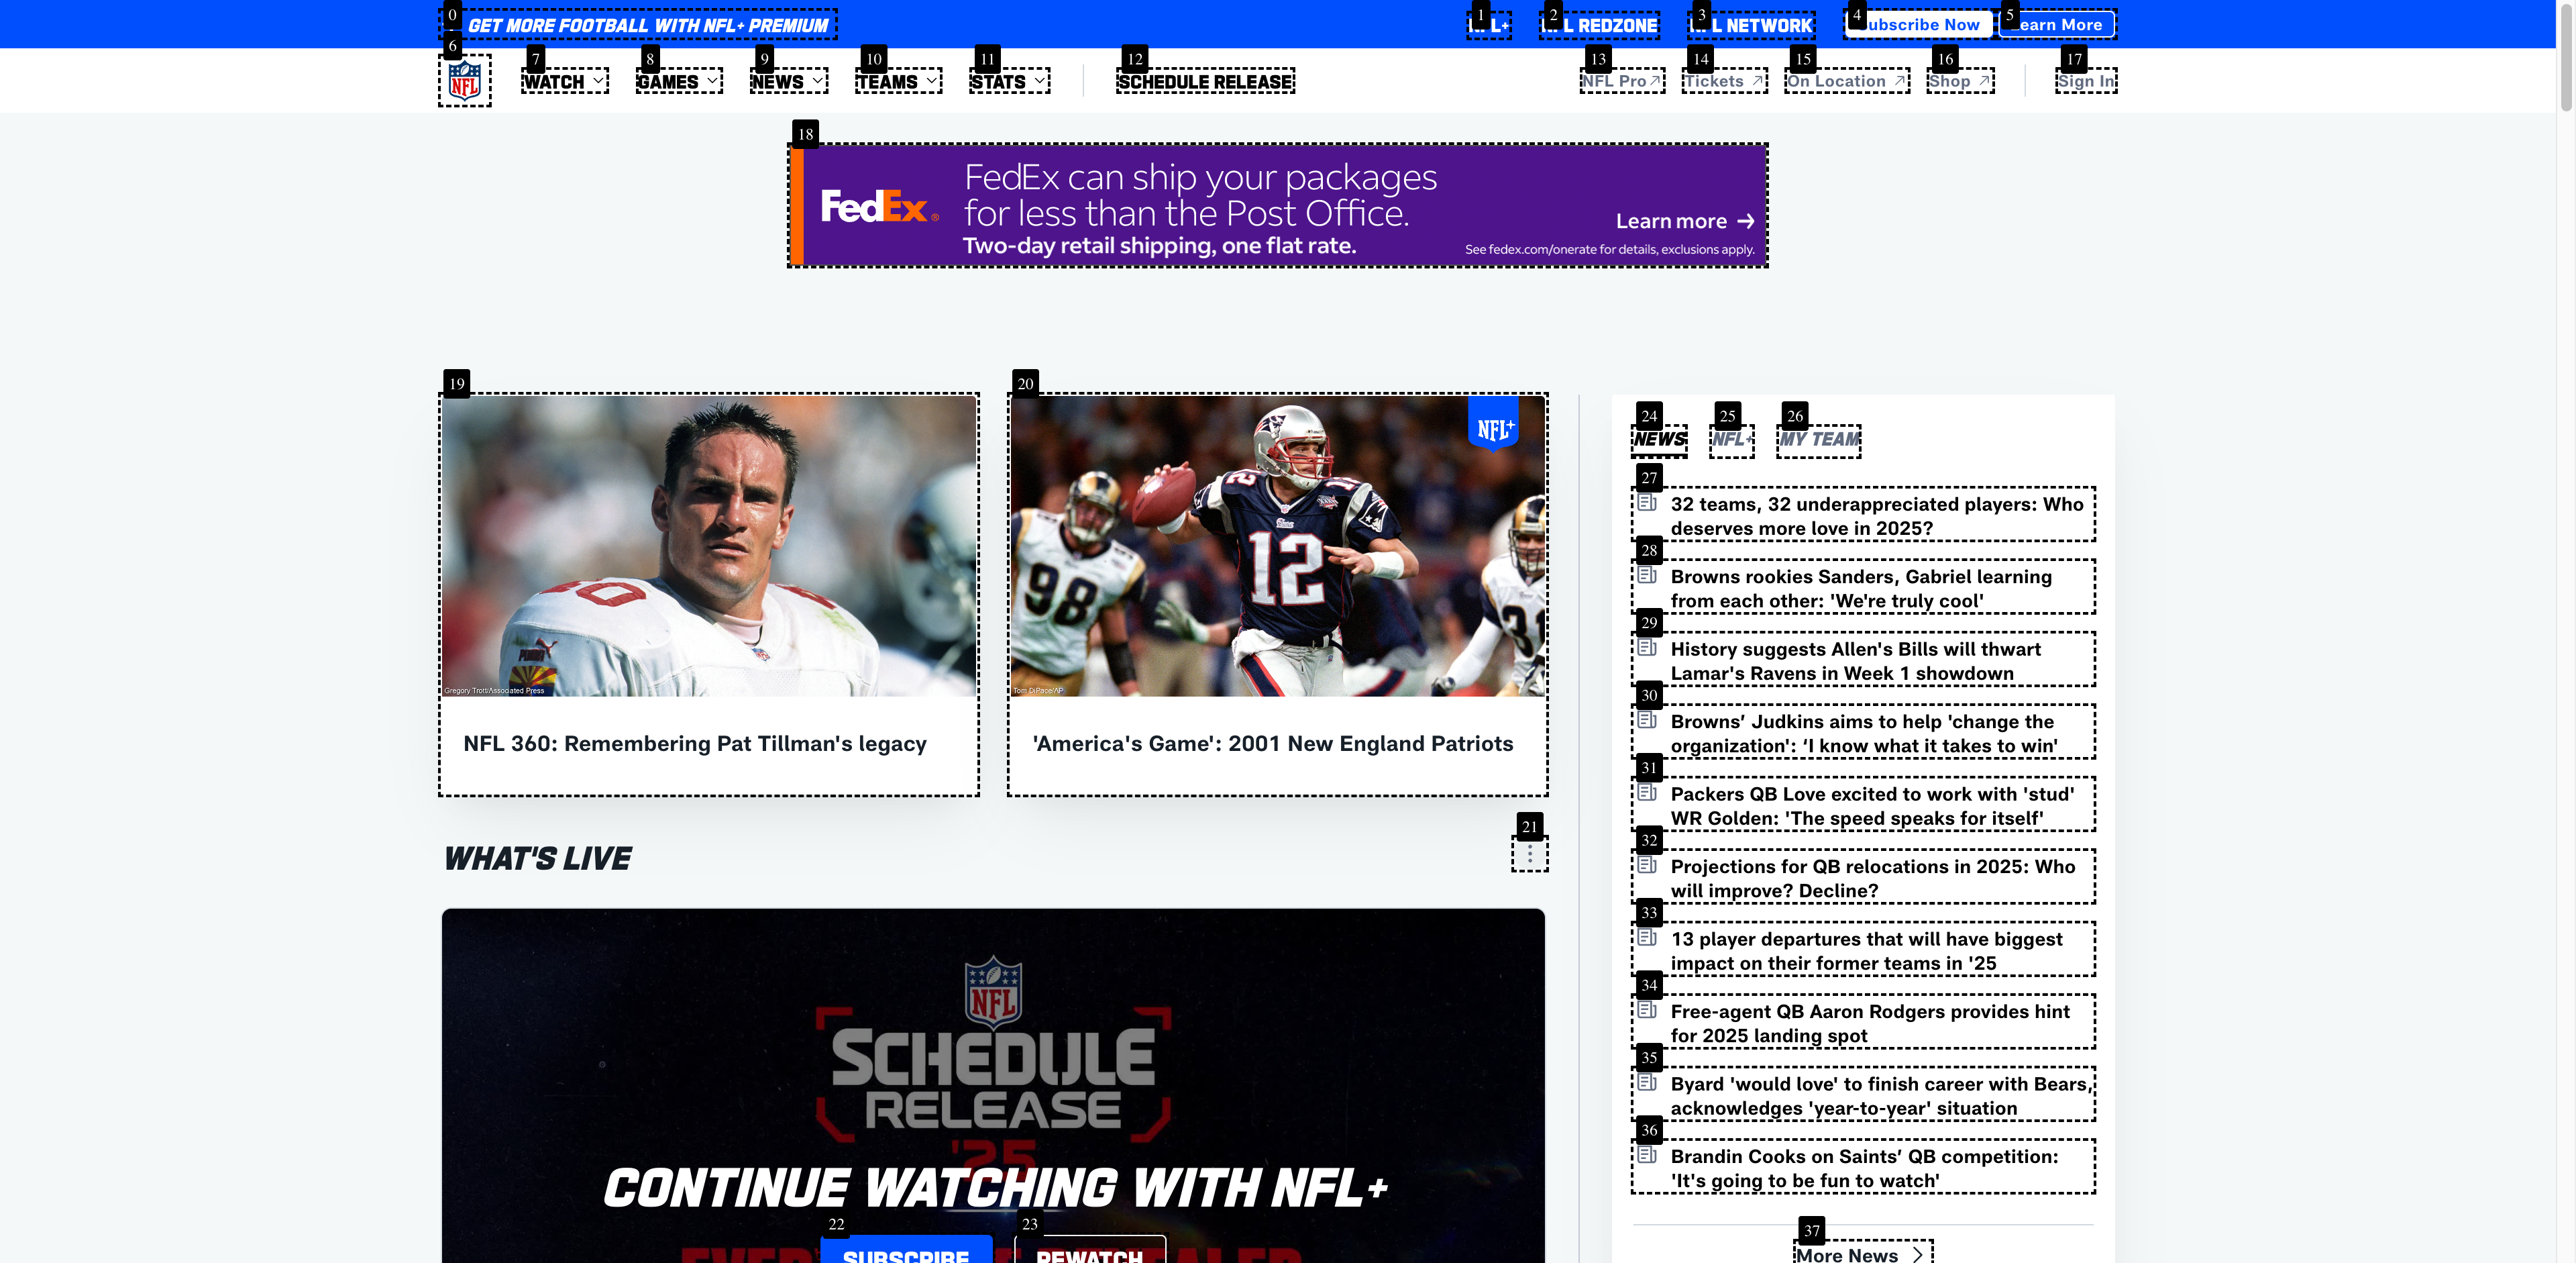 0
GET MORE FOOTBALL WITH NFL+ PREMIUM
1
L+
2
L REDZONE
3
L NETWORK
4
ubscribe Now
5
earn More
6
NFL
7
WATCH
8
GAMES
9
NEWS
10
TEAMS
11
STATS
12
SCHEDULE RELEASE
13
NFL Pro
14
Tickets
15
On Location
16
Shop
17
Sign In
18
FedEx®
FedEx can ship your packages
for less than the Post Office.
Two-day retail shipping, one flat rate.
Learn more →
See fedex.com/onerate for details, exclusions apply.
19
PUMA
Gregory Trott/Associated Press
NFL 360: Remembering Pat Tillman's legacy
20
NFL+
98
12
31
Tom DiPace/AP
'America's Game': 2001 New England Patriots
21
WHAT'S LIVE
NFL
SCHEDULE
RELEASE
'25
CONTINUE WATCHING WITH NFL+
22
SUBSCRIBE
23
REWATCH
24
NEWS
25
NFL+
26
MY TEAM
27
32 teams, 32 underappreciated players: Who
deserves more love in 2025?
28
Browns rookies Sanders, Gabriel learning
from each other: 'We're truly cool'
29
History suggests Allen's Bills will thwart
Lamar's Ravens in Week 1 showdown
30
Browns’ Judkins aims to help 'change the
organization': ‘I know what it takes to win'
31
Packers QB Love excited to work with 'stud'
WR Golden: 'The speed speaks for itself'
32
Projections for QB relocations in 2025: Who
will improve? Decline?
33
13 player departures that will have biggest
impact on their former teams in '25
34
Free-agent QB Aaron Rodgers provides hint
for 2025 landing spot
35
Byard 'would love' to finish career with Bears,
acknowledges 'year-to-year' situation
36
Brandin Cooks on Saints’ QB competition:
'It's going to be fun to watch'
37
More News